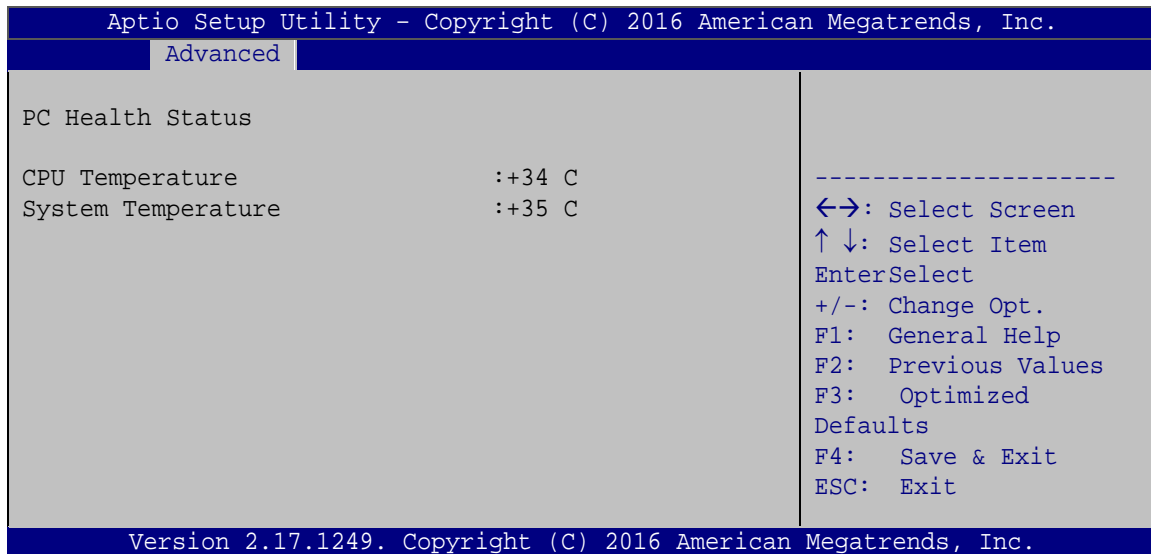 Aptio Setup Utility – Copyright (C) 2016 American Megatrends, Inc.
Advanced
PC Health Status
CPU Temperature :+34 C
System Temperature :+35 C
---------------------
←→: Select Screen
↑ ↓: Select Item
EnterSelect
+/-: Change Opt.
F1: General Help
F2: Previous Values
F3: Optimized
Defaults
F4: Save & Exit
ESC: Exit
Version 2.17.1249. Copyright (C) 2016 American Megatrends, Inc.